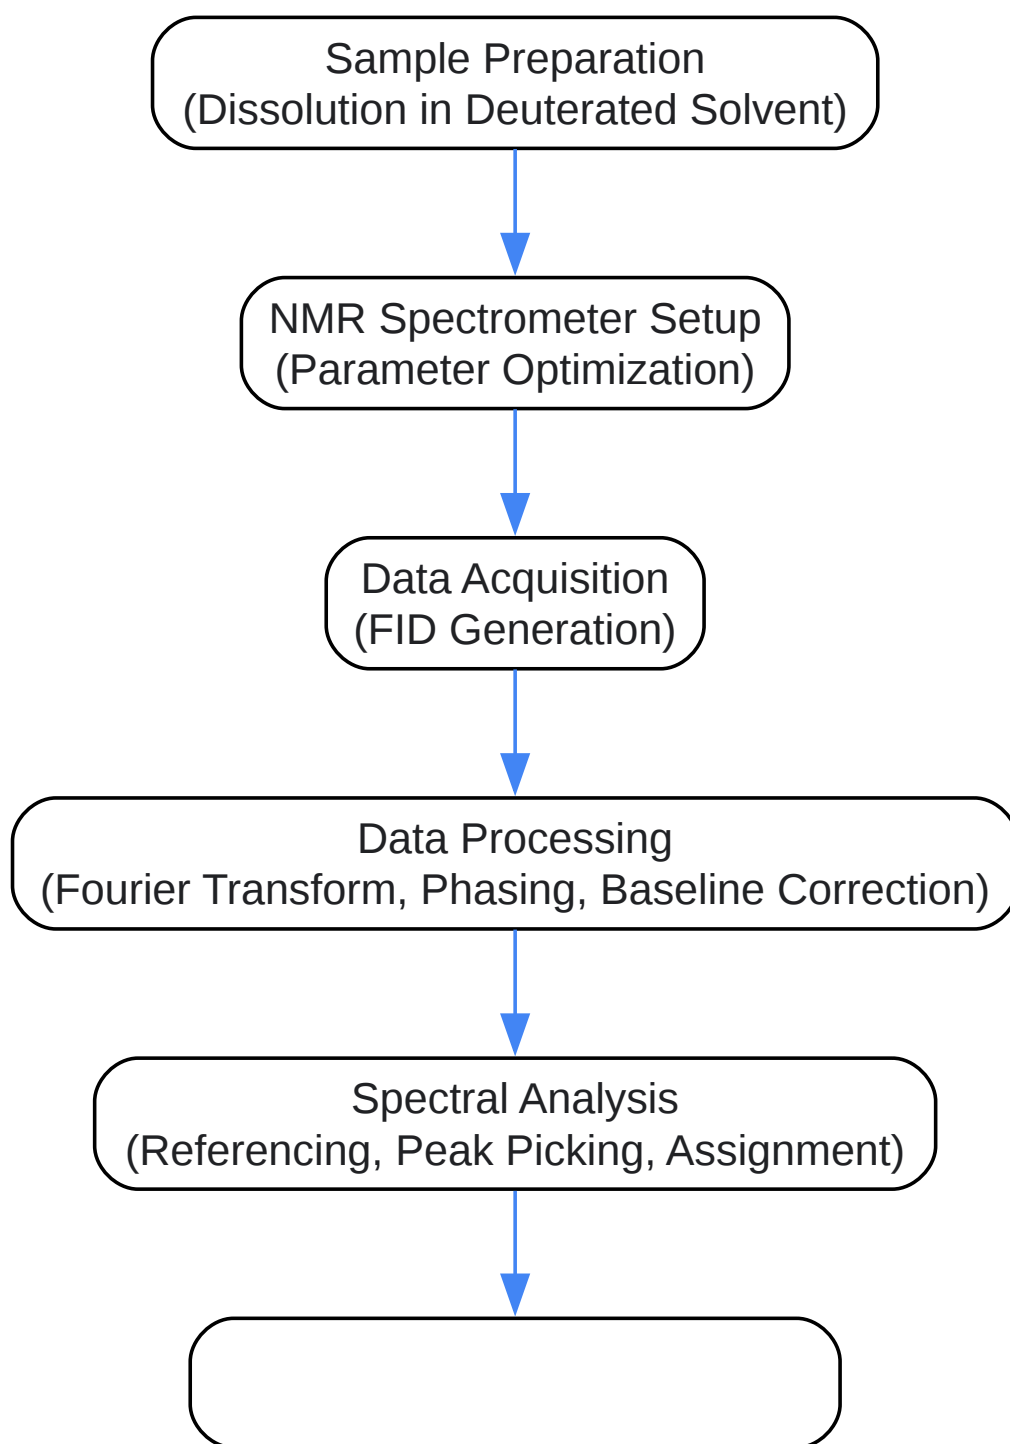 Sample Preparation
(Dissolution in Deuterated Solvent)
NMR Spectrometer Setup
(Parameter Optimization)
Data Acquisition
(FID Generation)
Data Processing
(Fourier Transform, Phasing, Baseline Correction)
Spectral Analysis
(Referencing, Peak Picking, Assignment)